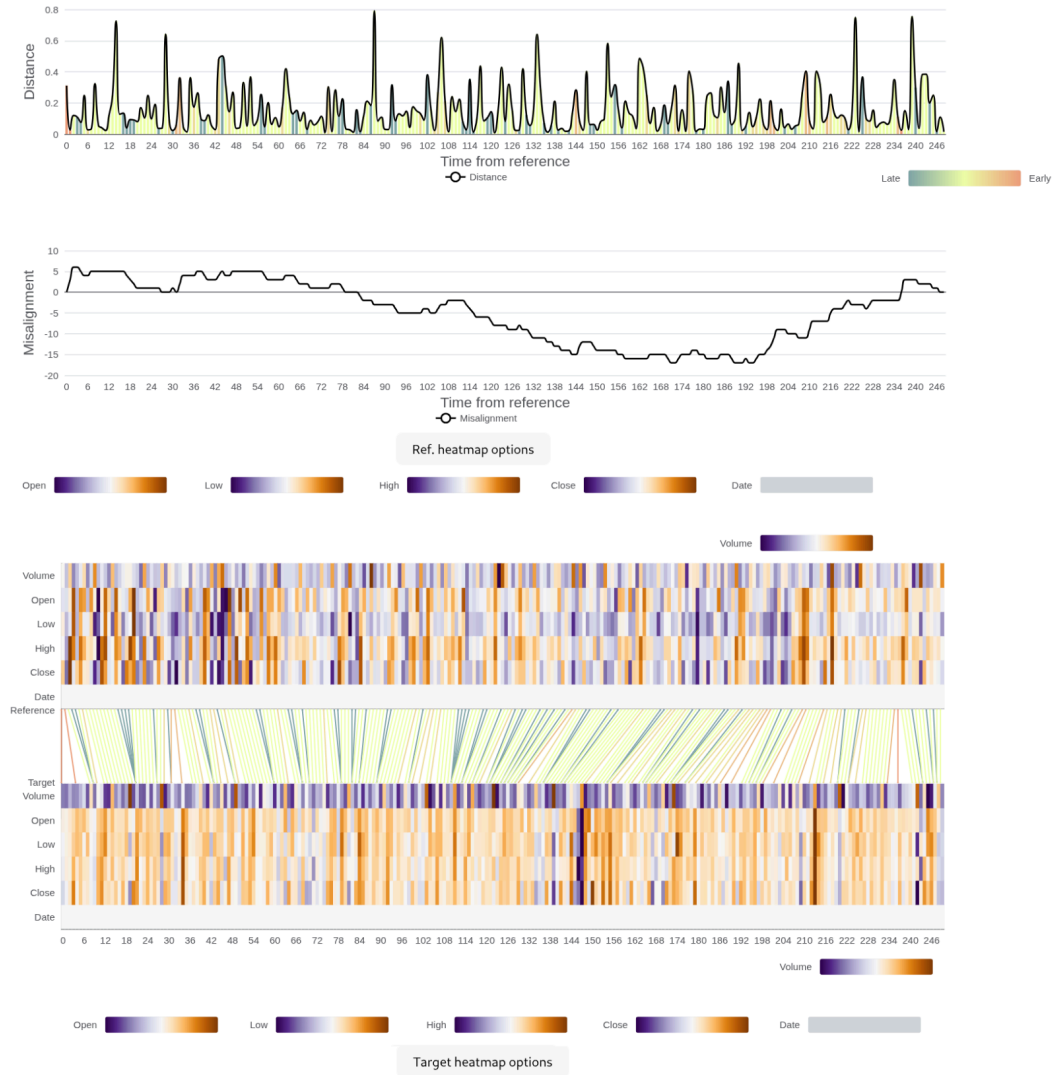 0.8
0.6
0.4
0.2
0
Distance
0 6 12 18 24 30 36 42 48 54 60 66 72 78 84 90 96 102 108 114 120 126 132 138 144 150 156 162 168 174 180 186 192 198 204 210 216 222 228 234 240 246
Time from reference
Distance
Late Early
10
5
0
-5
-10
-15
-20
Misalignment
0 6 12 18 24 30 36 42 48 54 60 66 72 78 84 90 96 102 108 114 120 126 132 138 144 150 156 162 168 174 180 186 192 198 204 210 216 222 228 234 240 246
Time from reference
Misalignment
Ref. heatmap options
Open Low High Close Date
Volume
Volume
Open
Low
High
Close
Date
Reference
Target
Volume
Open
Low
High
Close
Date
0 6 12 18 24 30 36 42 48 54 60 66 72 78 84 90 96 102 108 114 120 126 132 138 144 150 156 162 168 174 180 186 192 198 204 210 216 222 228 234 240 246
Volume
Open Low High Close Date
Target heatmap options